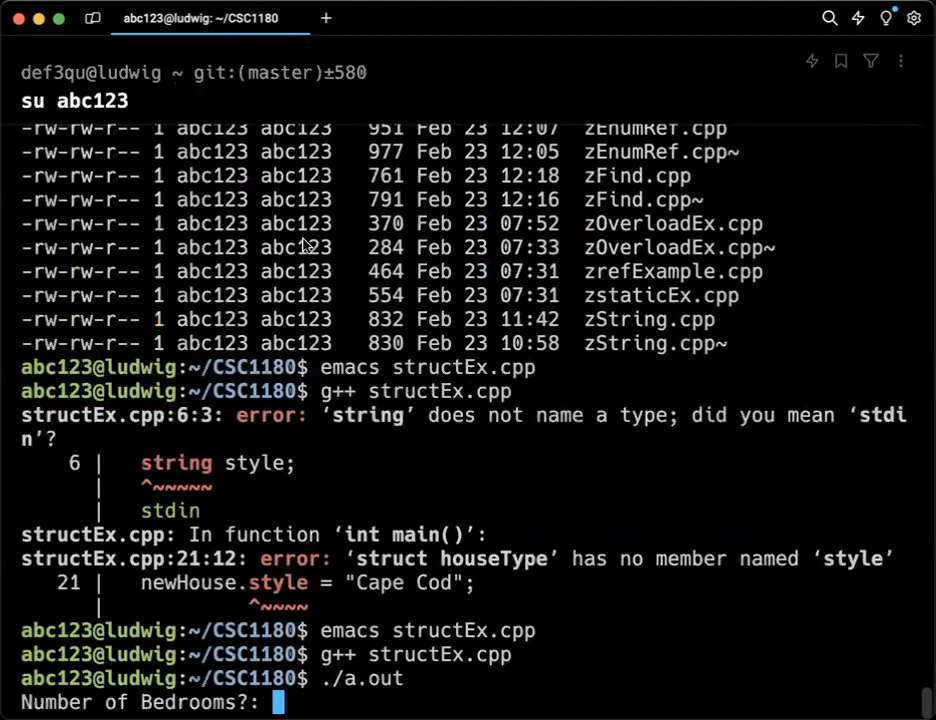 abc123@ludwig: ~/CSC1180
def3qu@ludwig ~ git:(master)±580
su abc123
-rw-rw-r-- 1 abc123 abc123 951 Feb 23 12:07 zEnumRef.cpp
-rw-rw-r-- 1 abc123 abc123 977 Feb 23 12:05 zEnumRef.cpp~
-rw-rw-r-- 1 abc123 abc123 761 Feb 23 12:18 zFind.cpp
-rw-rw-r-- 1 abc123 abc123 791 Feb 23 12:16 zFind.cpp~
-rw-rw-r-- 1 abc123 abc123 370 Feb 23 07:52 zOverloadEx.cpp
-rw-rw-r-- 1 abc123 abc123 284 Feb 23 07:33 zOverloadEx.cpp~
-rw-rw-r-- 1 abc123 abc123 464 Feb 23 07:31 zrefExample.cpp
-rw-rw-r-- 1 abc123 abc123 554 Feb 23 07:31 zstaticEx.cpp
-rw-rw-r-- 1 abc123 abc123 832 Feb 23 11:42 zString.cpp
-rw-rw-r-- 1 abc123 abc123 830 Feb 23 10:58 zString.cpp~
abc123@ludwig:~/CSC1180$ emacs structEx.cpp
abc123@ludwig:~/CSC1180$ g++ structEx.cpp
structEx.cpp:6:3: error: ‘string’ does not name a type; did you mean ‘stdi
n’?
6 | string style;
| ^~~~~~
| stdin
structEx.cpp: In function ‘int main()’:
structEx.cpp:21:12: error: ‘struct houseType’ has no member named ‘style’
21 | newHouse.style = "Cape Cod";
| ^~~~~
abc123@ludwig:~/CSC1180$ emacs structEx.cpp
abc123@ludwig:~/CSC1180$ g++ structEx.cpp
abc123@ludwig:~/CSC1180$ ./a.out
Number of Bedrooms?: